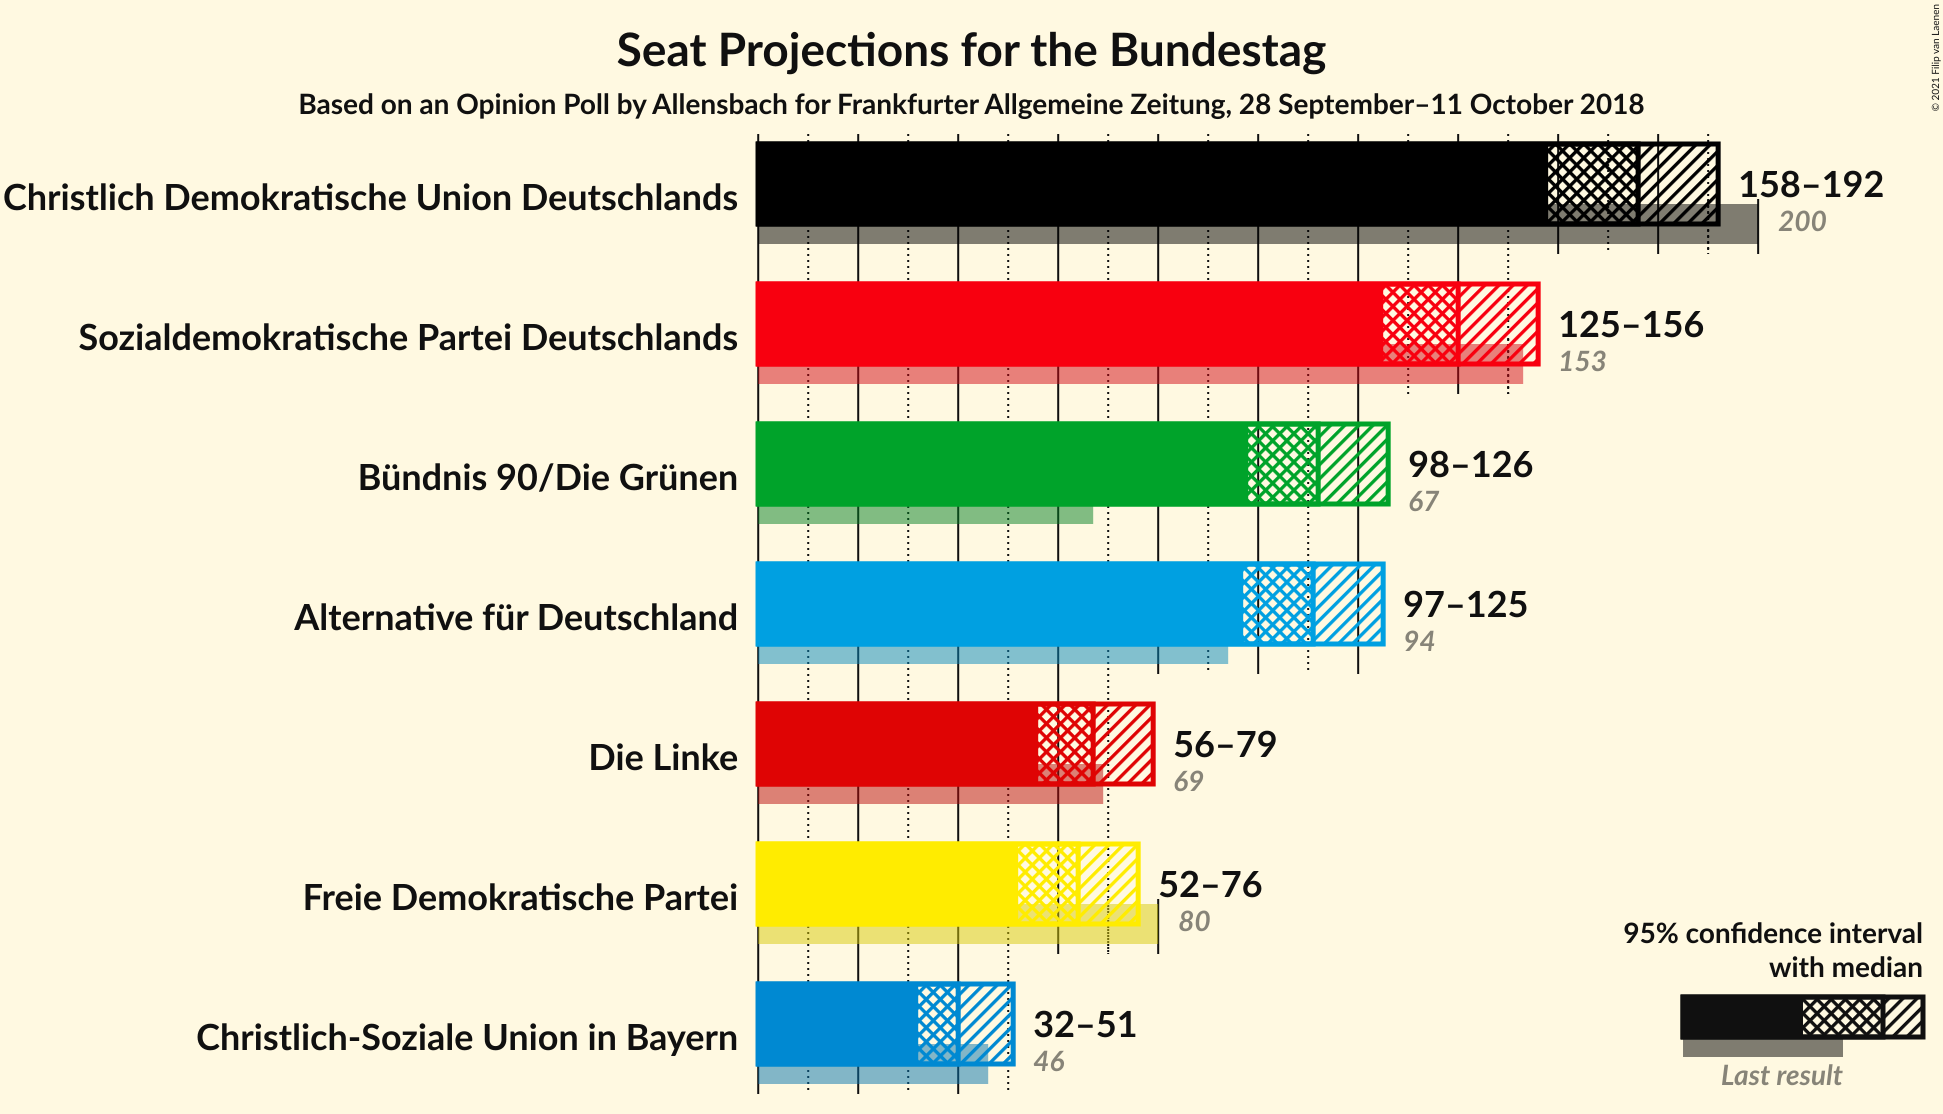 Seat Projections for the Bundestag
Based on an Opinion Poll by Allensbach for Frankfurter Allgemeine Zeitung, 28 September–11 October 2018
© 2021 Filip van Laenen
Christlich Demokratische Union Deutschlands
158–192
200
Sozialdemokratische Partei Deutschlands
125–156
153
Bündnis 90/Die Grünen
98–126
67
Alternative für Deutschland
97–125
94
Die Linke
56–79
69
Freie Demokratische Partei
52–76
80
Christlich-Soziale Union in Bayern
32–51
46
95% confidence interval
with median
Last result